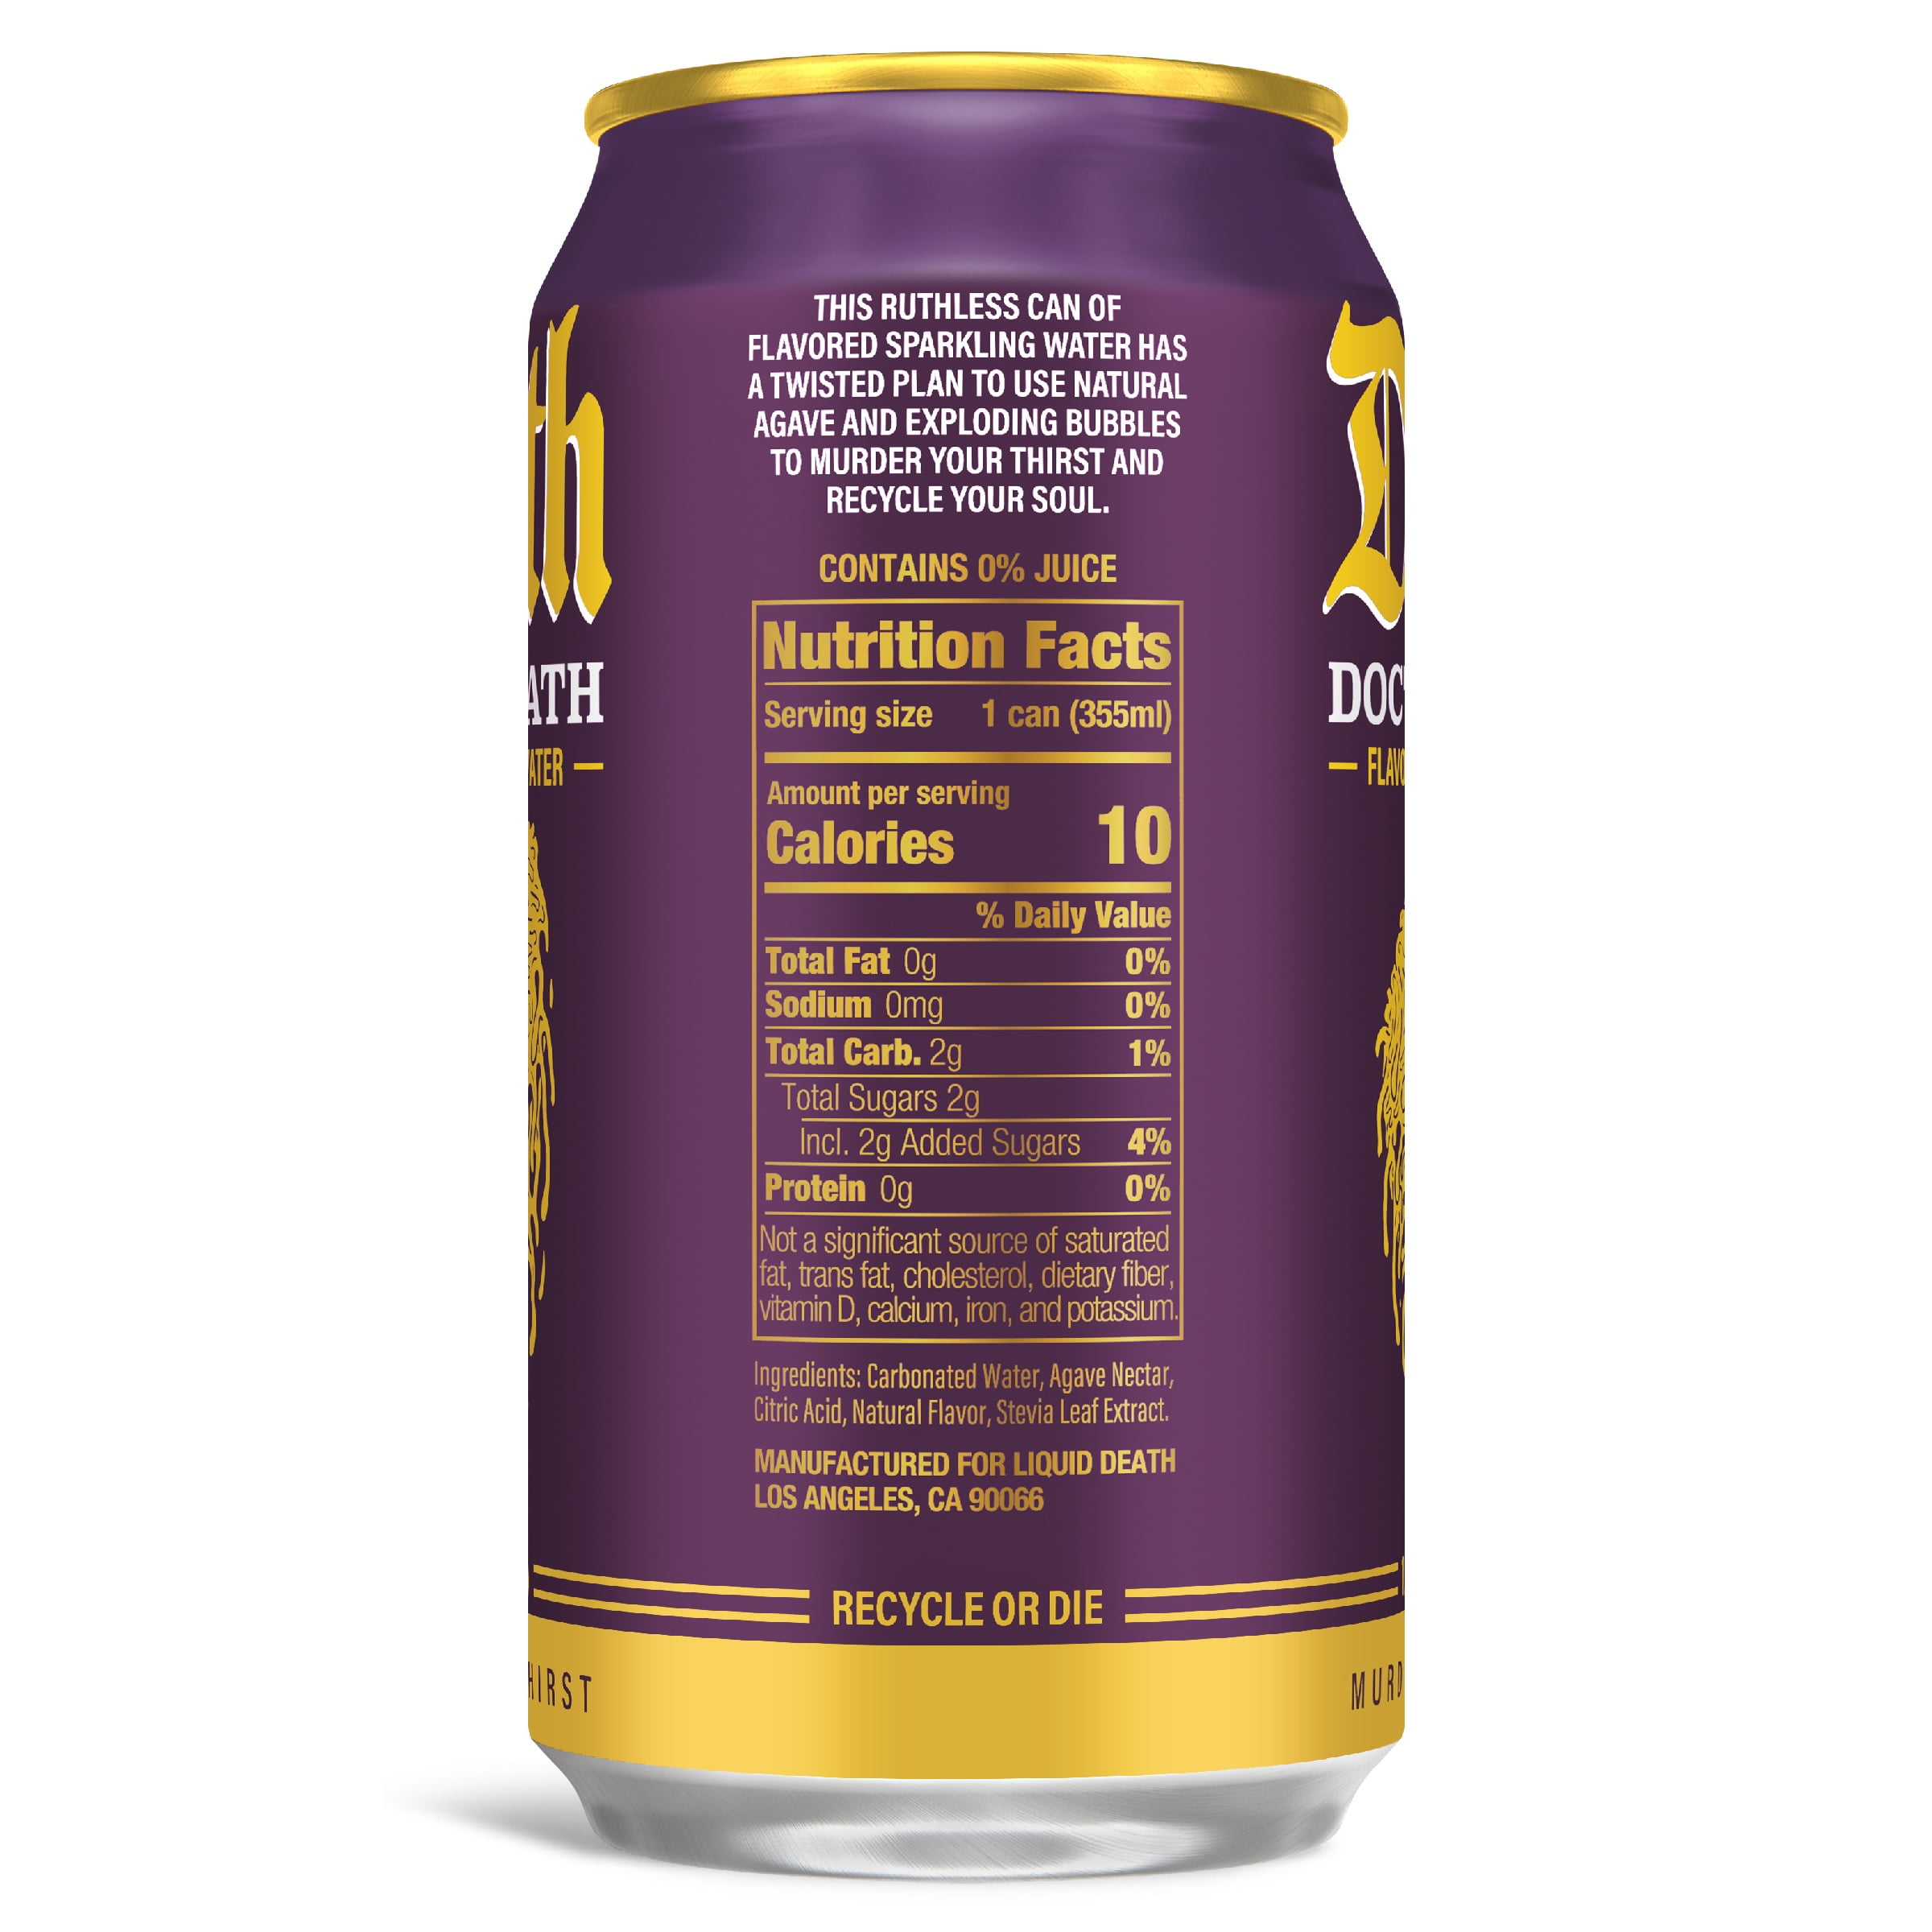 THIS RUTHLESS CAN OF
FLAVORED SPARKLING WATER HAS
A TWISTED PLAN TO USE NATURAL
AGAVE AND EXPLODING BUBBLES
TO MURDER YOUR THIRST AND
RECYCLE YOUR SOUL.
CONTAINS 0% JUICE
Nutrition Facts
Serving size 1 can (355ml)
Amount per serving
Calories 10
% Daily Value
Total Fat 0g 0%
Sodium 0mg 0%
Total Carb. 2g 1%
Total Sugars 2g
Incl. 2g Added Sugars 4%
Protein 0g 0%
Not a significant source of saturated
fat, trans fat, cholesterol, dietary fiber,
vitamin D, calcium, iron, and potassium.
Ingredients: Carbonated Water, Agave Nectar,
Citric Acid, Natural Flavor, Stevia Leaf Extract.
MANUFACTURED FOR LIQUID DEATH
LOS ANGELES, CA 90066
RECYCLE OR DIE